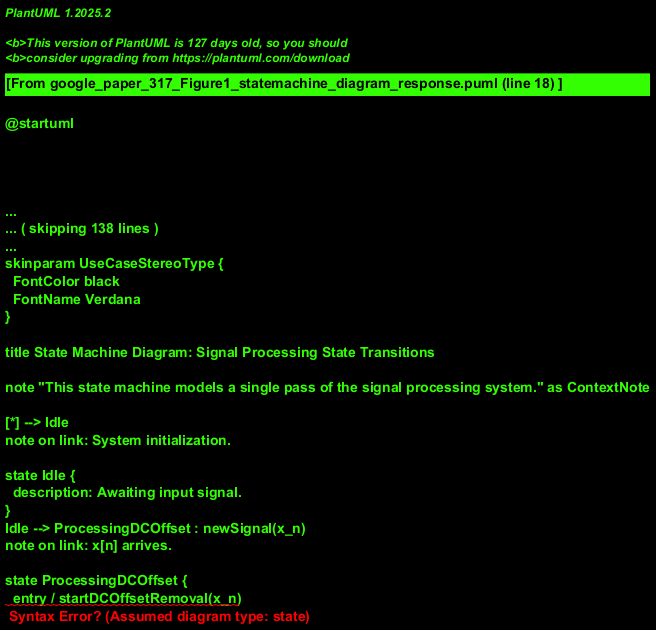 PlantUML 1.2025.2
<b>This version of PlantUML is 127 days old, so you should
<b>consider upgrading from https://plantuml.com/download
[From google_paper_317_Figure1_statemachine_diagram_response.puml (line 18) ]
@startuml
...
... ( skipping 138 lines )
...
skinparam UseCaseStereoType {
FontColor black
FontName Verdana
}
title State Machine Diagram: Signal Processing State Transitions
note "This state machine models a single pass of the signal processing system." as ContextNote
[*] --> Idle
note on link: System initialization.
state Idle {
description: Awaiting input signal.
}
Idle --> ProcessingDCOffset : newSignal(x_n)
note on link: x[n] arrives.
state ProcessingDCOffset {
entry / startDCOffsetRemoval(x_n)
Syntax Error? (Assumed diagram type: state)